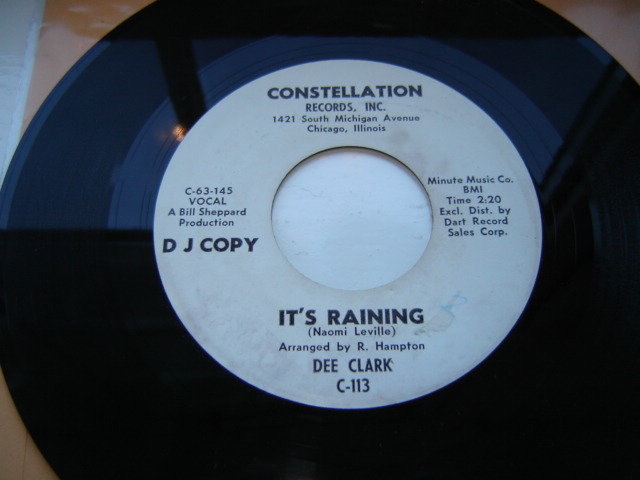 CONSTELLATION
RECORDS, INC.
1421 South Michigan Avenue
Chicago, Illinois
C-63-145
VOCAL
A Bill Sheppard
Production
D J COPY
Minute Music Co.
BMI
Time 2:20
Excl. Dist. by
Dart Record
Sales Corp.
IT'S RAINING
(Naomi Leville)
Arranged by R. Hampton
DEE CLARK
C-113